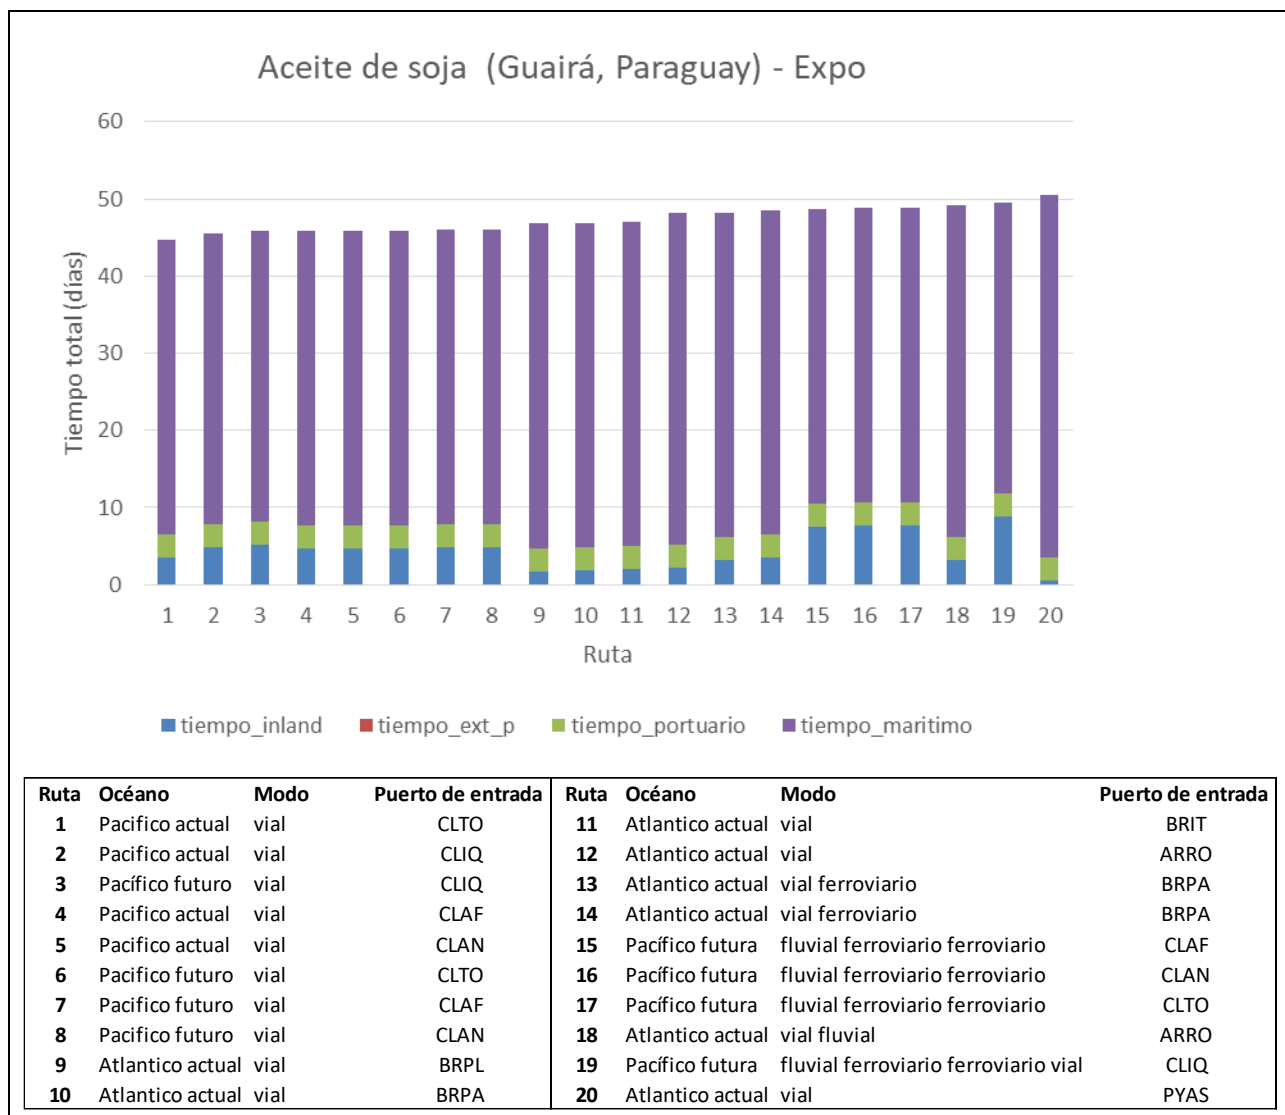 Aceite de soja (Guairá, Paraguay) - Expo
Tiempo total (días)
60
50
40
30
20
10
0
1 2 3 4 5 6 7 8 9 10 11 12 13 14 15 16 17 18 19 20
Ruta
tiempo_inland tiempo_ext_p tiempo_portuario tiempo_maritimo
Ruta Océano Modo Puerto de entrada Ruta Océano Modo Puerto de entrada
1 Pacifico actual vial CLTO 11 Atlantico actual vial BRIT
2 Pacifico actual vial CLIQ 12 Atlantico actual vial ARRO
3 Pacífico futuro vial CLIQ 13 Atlantico actual vial ferroviario BRPA
4 Pacifico actual vial CLAF 14 Atlantico actual vial ferroviario BRPA
5 Pacifico actual vial CLAN 15 Pacífico futura fluvial ferroviario ferroviario CLAF
6 Pacifico futuro vial CLTO 16 Pacífico futura fluvial ferroviario ferroviario CLAN
7 Pacifico futuro vial CLAF 17 Pacífico futura fluvial ferroviario ferroviario CLTO
8 Pacifico futuro vial CLAN 18 Atlantico actual vial fluvial ARRO
9 Atlantico actual vial BRPL 19 Pacífico futura fluvial ferroviario ferroviario vial CLIQ
10 Atlantico actual vial BRPA 20 Atlantico actual vial PYAS